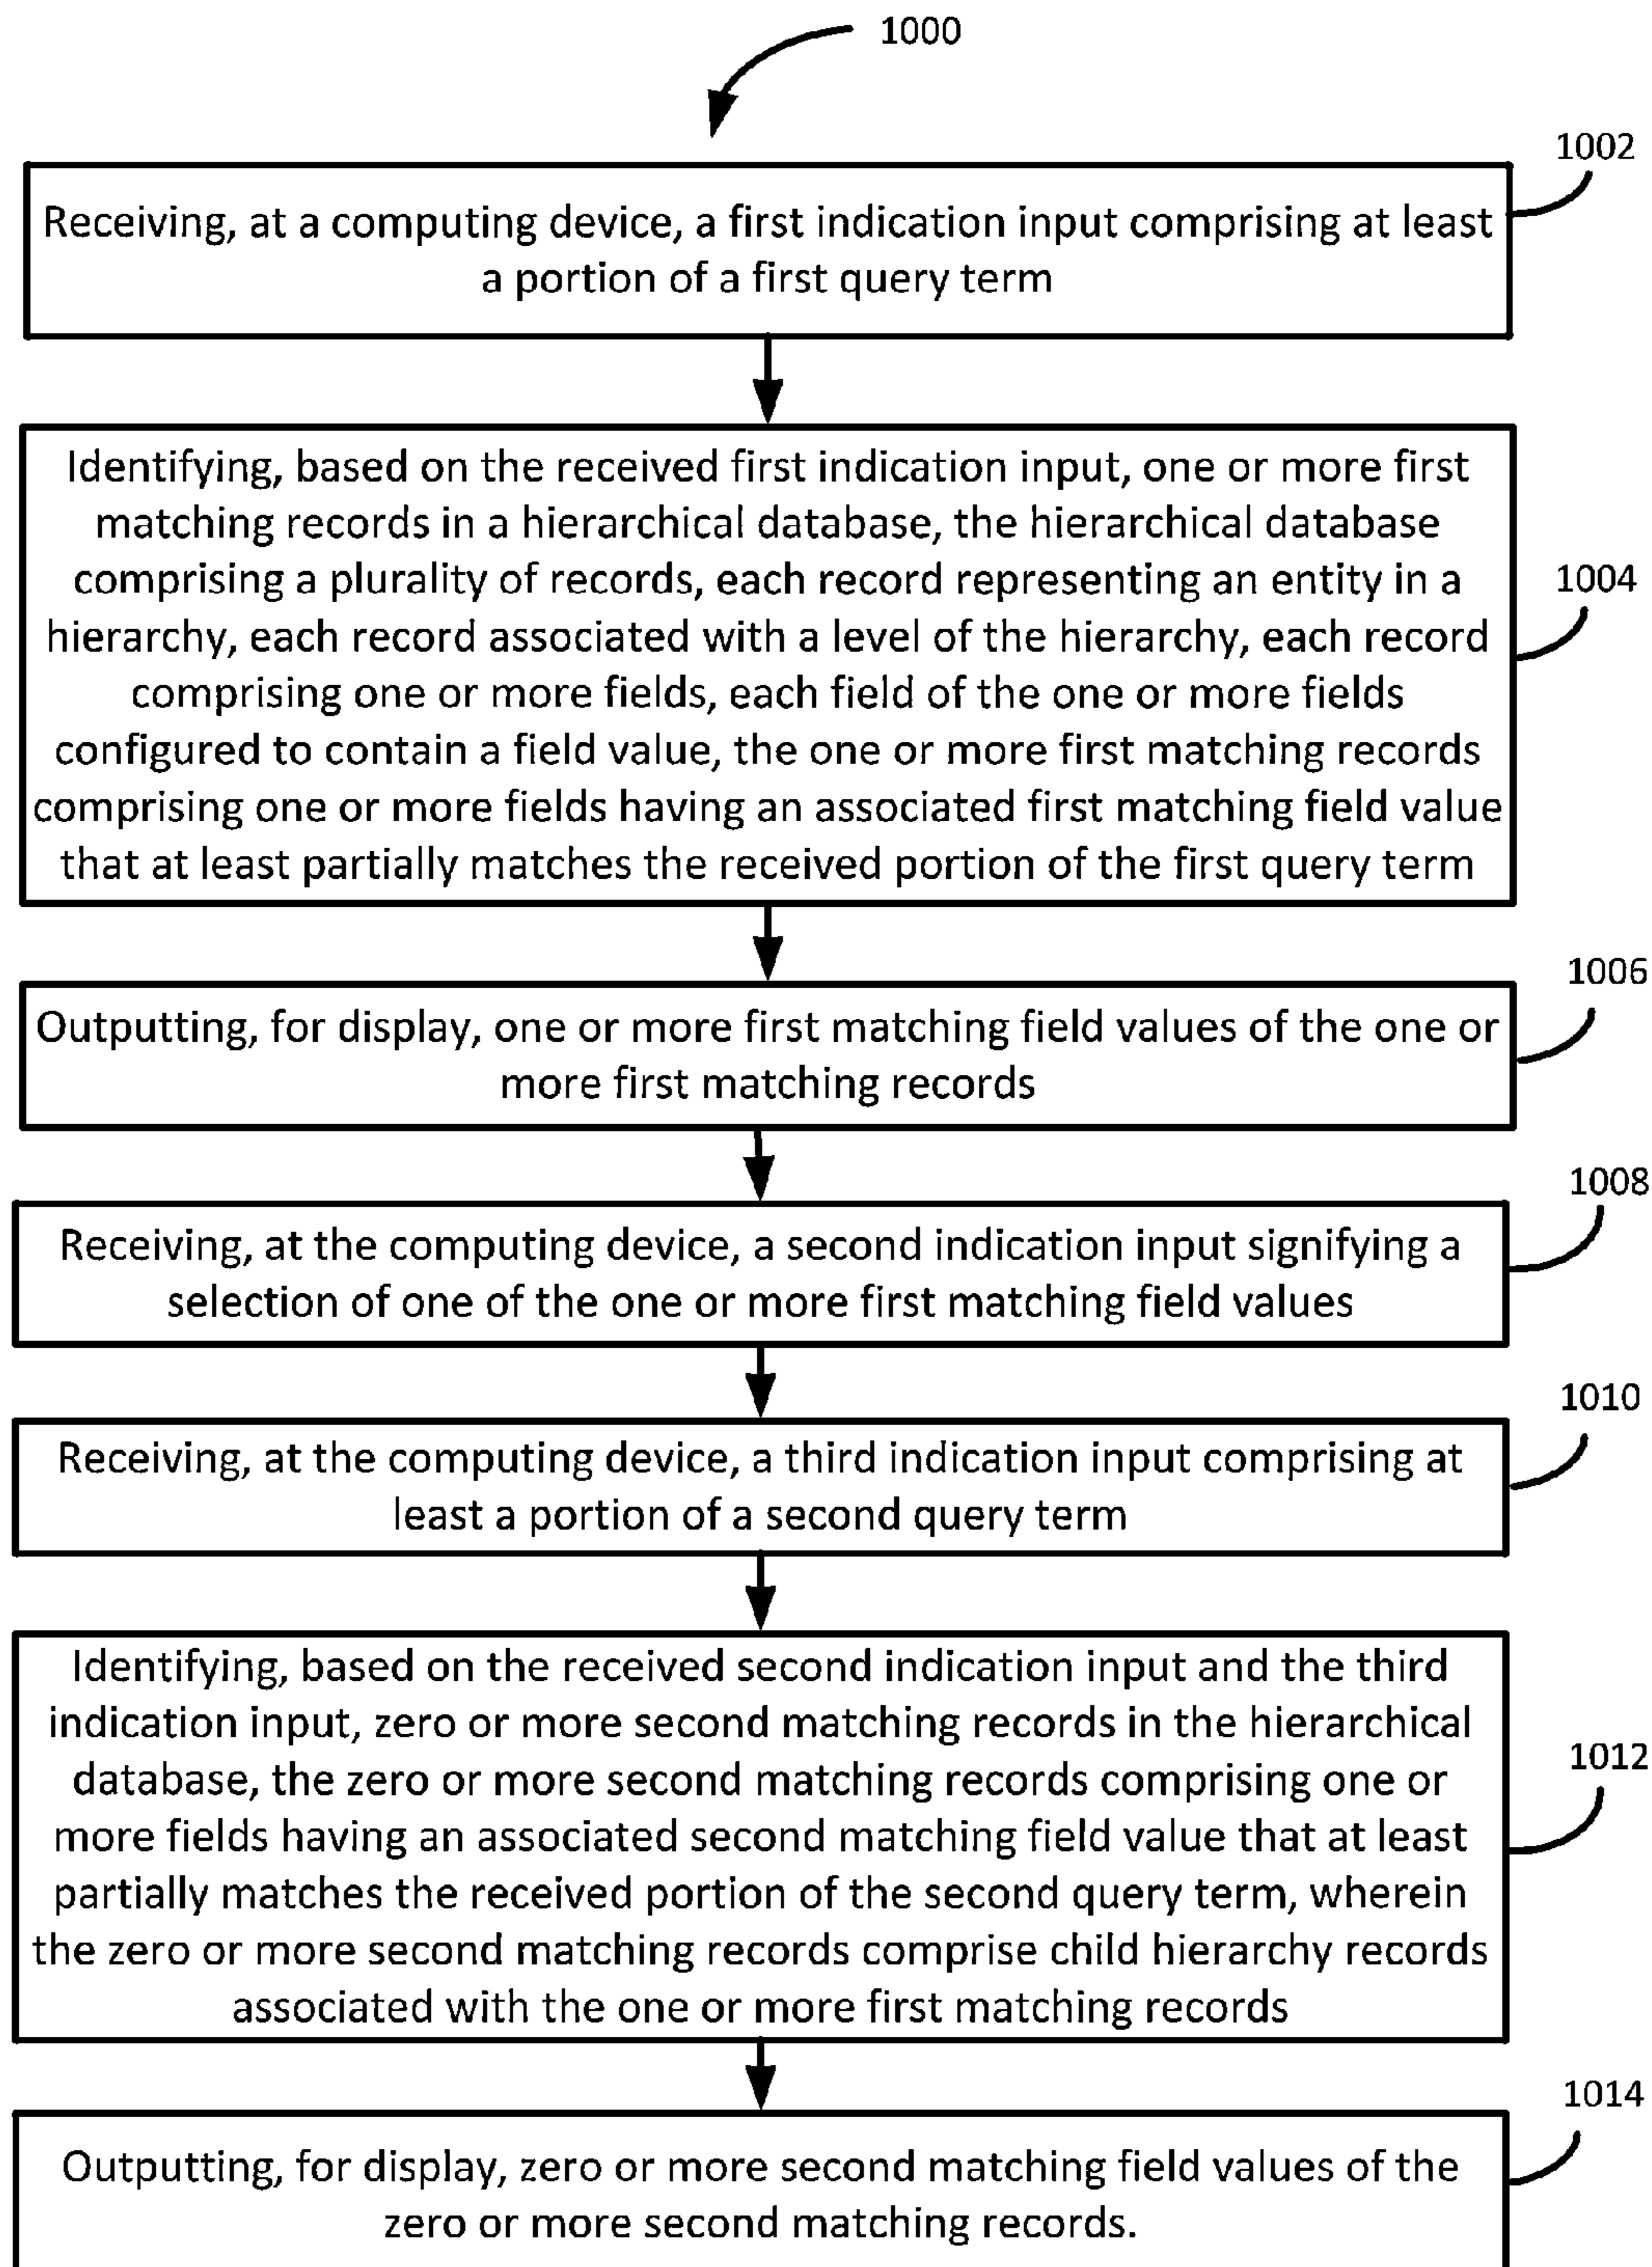 1000
1002
Receiving, at a computing device, a first indication input comprising at least
a portion of a first query term
Identifying, based on the received first indication input, one or more first
matching records in a hierarchical database, the hierarchical database
comprising a plurality of records, each record representing an entity in a
hierarchy, each record associated with a level of the hierarchy, each record
comprising one or more fields, each field of the one or more fields
configured to contain a field value, the one or more first matching records
comprising one or more fields having an associated first matching field value
that at least partially matches the received portion of the first query term
1004
1006
Outputting, for display, one or more first matching field values of the one or
more first matching records
1008
Receiving, at the computing device, a second indication input signifying a
selection of one of the one or more first matching field values
1010
Receiving, at the computing device, a third indication input comprising at
least a portion of a second query term
Identifying, based on the received second indication input and the third
indication input, zero or more second matching records in the hierarchical
database, the zero or more second matching records comprising one or
more fields having an associated second matching field value that at least
partially matches the received portion of the second query term, wherein
the zero or more second matching records comprise child hierarchy records
associated with the one or more first matching records
1012
1014
Outputting, for display, zero or more second matching field values of the
zero or more second matching records.